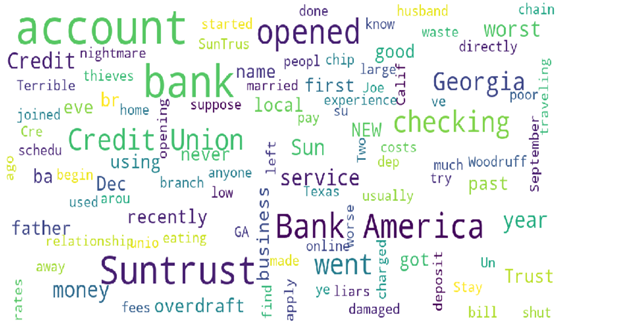 done
husband
chain
account
started
opened
know
worst
SunTrus
waste
directly
Credit
nightmare
peopl
chip
good
Terrible
thieves
bank
name
large
Calif
Georgia
traveling
married
first
Joe
poor
eve
br
home
opening
suppose
local
experience
ve
joined
pay
su
NEW
checking
September
Cre
Credit Union
never
left
Sun
Two
costs
schedu
using
dep
much
Woodruff
ago
ba
begin
Dec
branch
anyone
service
try
past
used
arou
low
Texas
usually
recently
business
father
GA
Bank America
worse
year
relationship
unio
eating
online
away
Suntrust
made
went
charged
got
deposit
Un
Trust
rates
money
find
apply
ye
liars
Stay
fees
overdraft
damaged
bill
shut